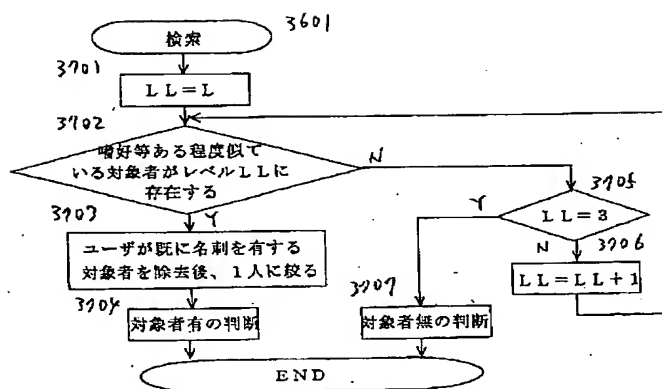 3601
検索
3701
LL=L
3702
嗜好等ある程度似て
いる対象者がレベルLLに
存在する
N
Y
3703
ユーザが既に名刺を有する
対象者を除去後、1人に絞る
3704
対象者有の判断
3705
LL=3
Y
N
3706
LL=LL+1
3707
対象者無の判断
END